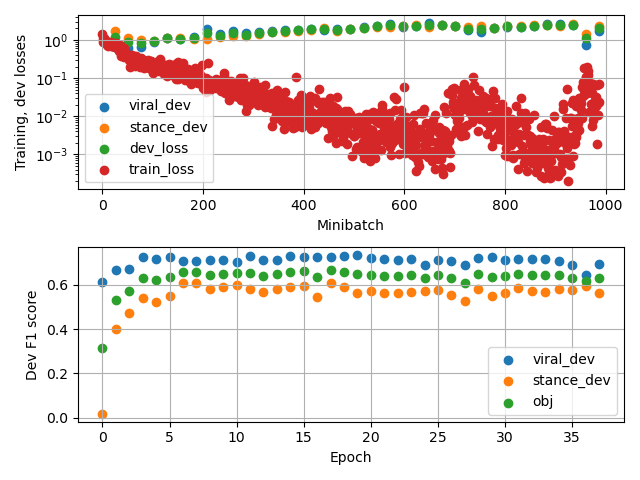 Training, dev losses
10⁰
10⁻¹
10⁻²
10⁻³
viral_dev
stance_dev
dev_loss
train_loss
0 200 400 600 800 1000
Minibatch
Dev F1 score
0.6
0.4
0.2
0.0
viral_dev
stance_dev
obj
0 5 10 15 20 25 30 35
Epoch